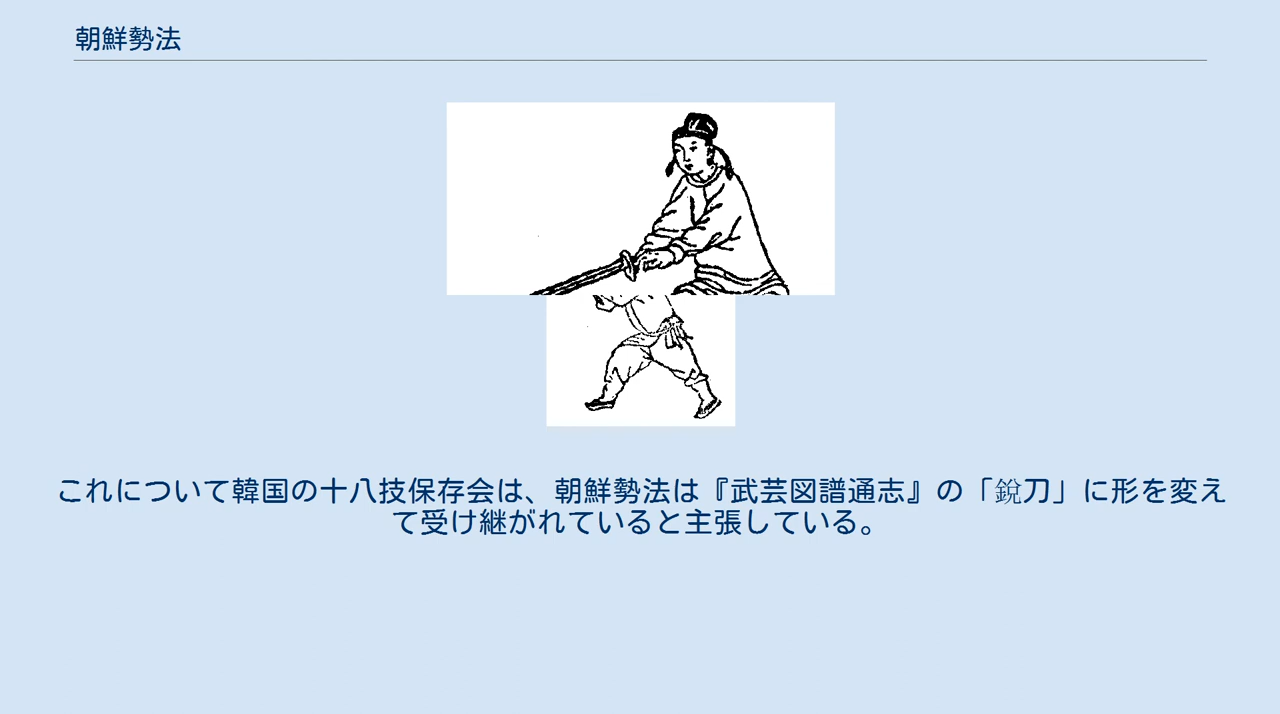 朝鮮勢法
これについて韓国の十八技保存会は、朝鮮勢法は『武芸図譜通志』の「銳刀」に形を変え
て受け継がれていると主張している。